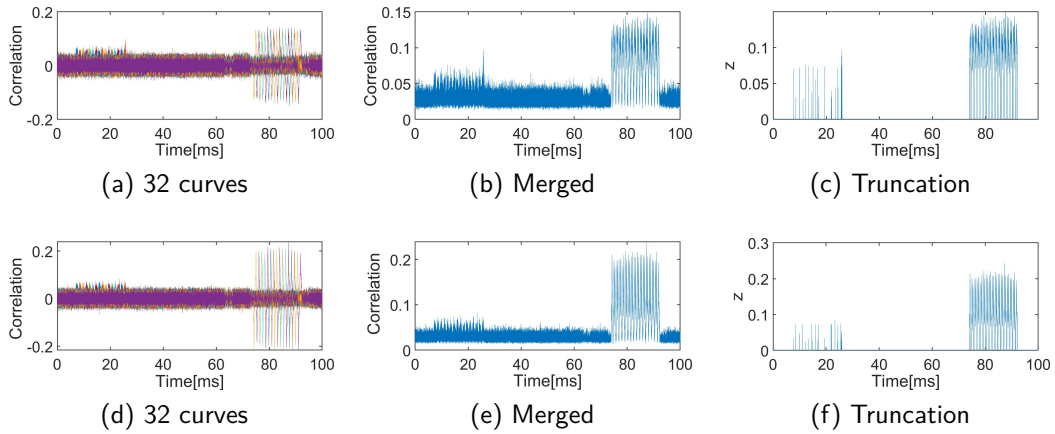 0.2
0
-0.2
Correlation
0 20 40 60 80 100
Time[ms]
(a) 32 curves
0.15
0.1
0.05
0
Correlation
0 20 40 60 80 100
Time[ms]
(b) Merged
0.15
0.1
0.05
0
z
0 20 40 60 80 100
Time[ms]
(c) Truncation
0.2
0
-0.2
Correlation
0 20 40 60 80 100
Time[ms]
(d) 32 curves
0.2
0.1
0
Correlation
0 20 40 60 80 100
Time[ms]
(e) Merged
0.3
0.2
0.1
0
z
0 20 40 60 80 100
Time[ms]
(f) Truncation